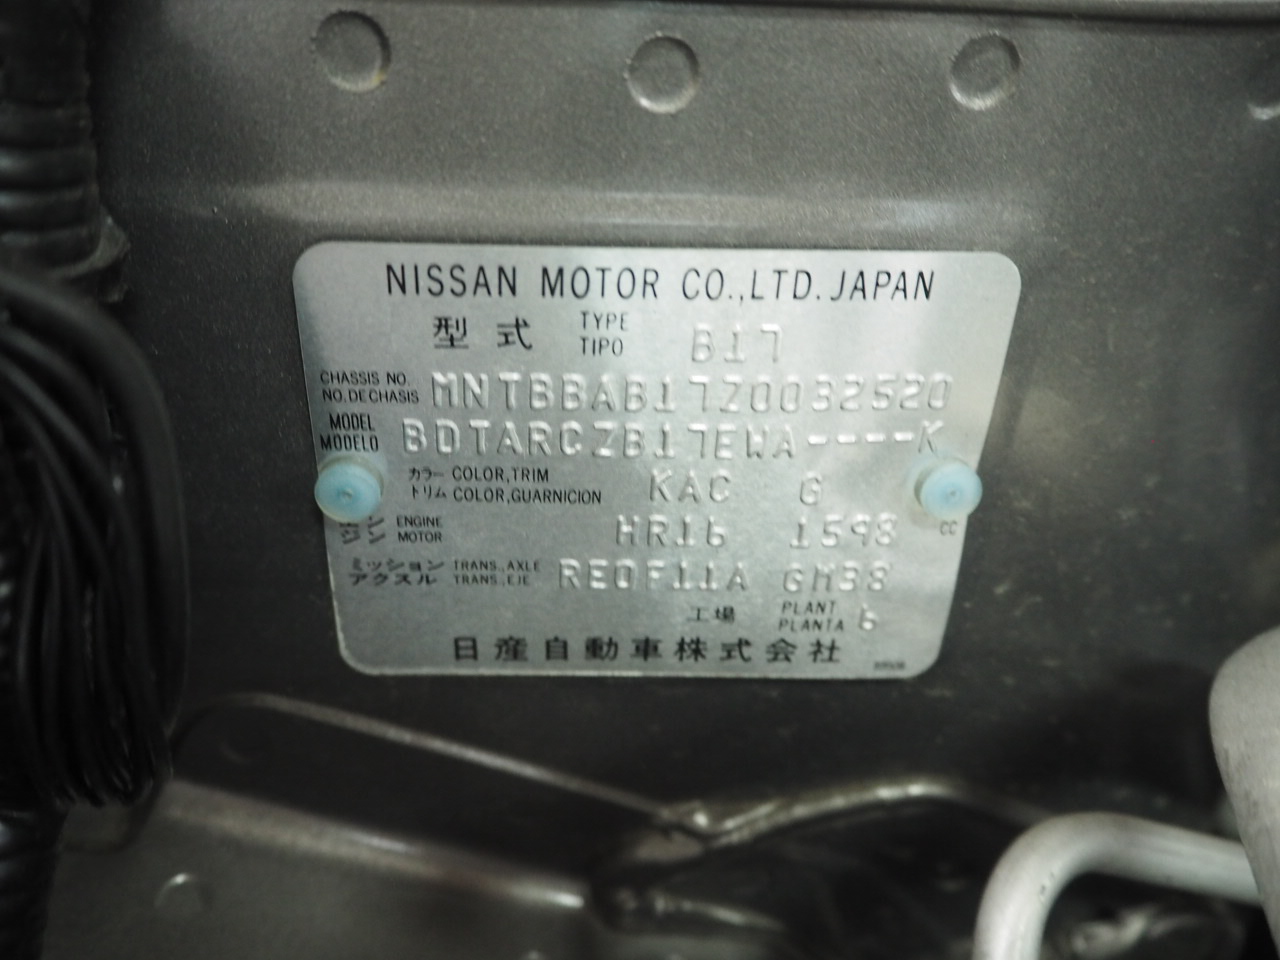 NISSAN MOTOR CO.,LTD. JAPAN
型式 TYPE TIPO B17
CHASSIS NO. NO.DE CHASIS MNTBBAB17Z0032520
MODEL MODELO BDTARCZB17EWA----K
カラー トリム COLOR,TRIM COLOR,GUARNICION KAC G
ン ジン ENGINE MOTOR HR16 1598 CC
ミッション アクスル TRANS.,AXLE TRANS.,EJE RE0F11A GM38
工場 PLANT PLANTA 6
日産自動車株式会社